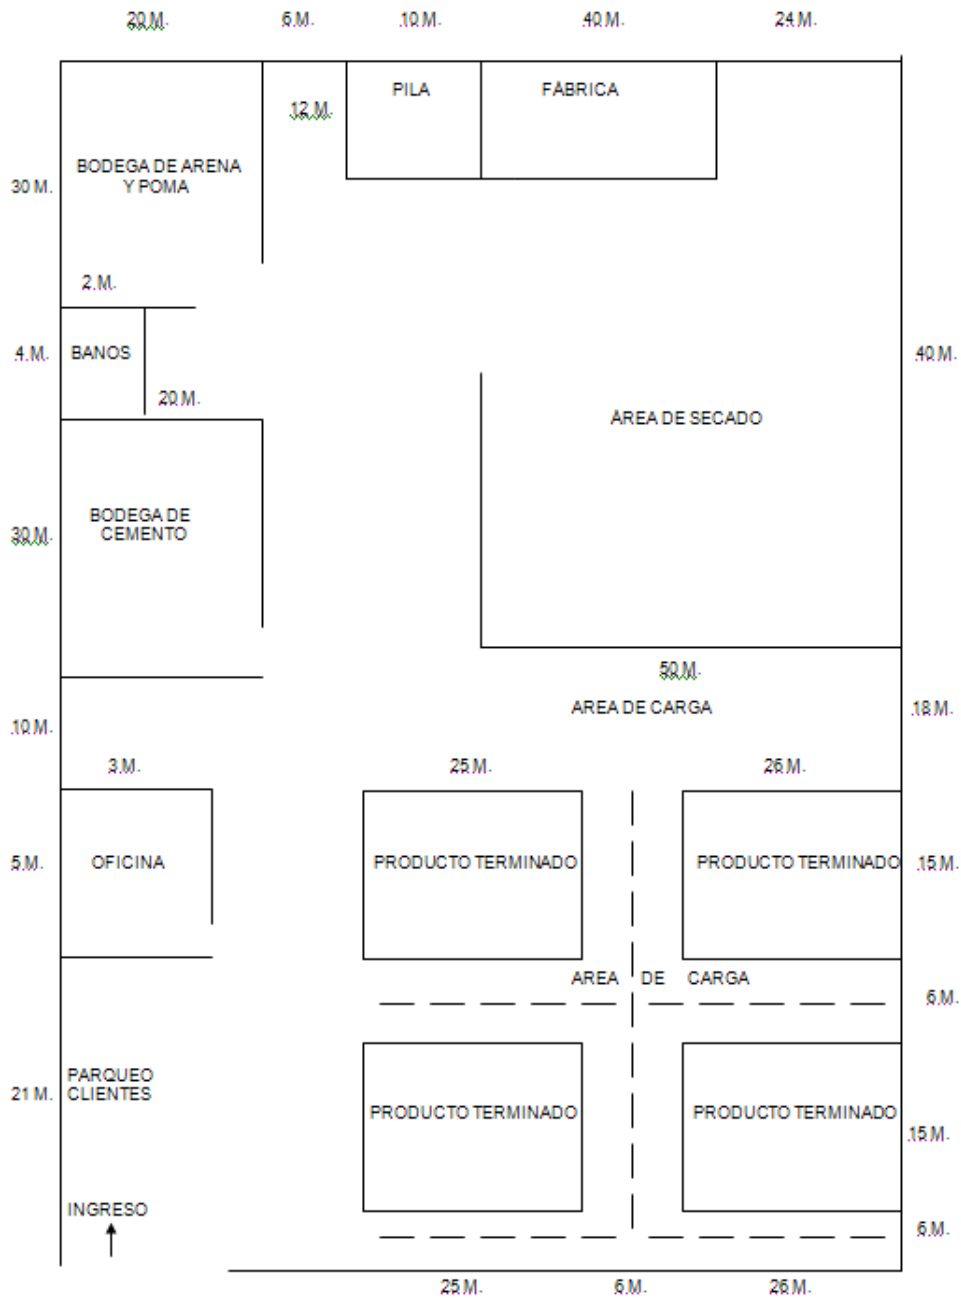 20 M. 6 M. 10 M. 40 M. 24 M.
PILA FÁBRICA
12 M.
BODEGA DE ARENA
Y POMA
30 M.
2 M.
4 M. BANOS 40 M.
20 M.
ÁREA DE SECADO
BODEGA DE
CEMENTO
30 M.
50 M.
AREA DE CARGA 18 M.
10 M.
3 M. 25 M. 26 M.
5 M. OFICINA PRODUCTO TERMINADO PRODUCTO TERMINADO 15 M.
AREA DE CARGA
6 M.
PARQUEO
CLIENTES
21 M.
PRODUCTO TERMINADO PRODUCTO TERMINADO
15 M.
INGRESO
6 M.
25 M. 6 M. 26 M.